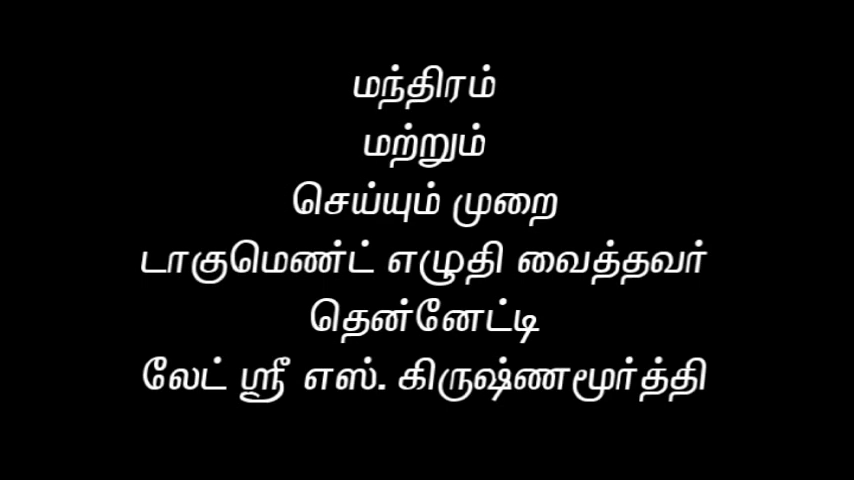 மந்திரம்
மற்றும்
செய்யும் முறை
டாகுமெண்ட் எழுதி வைத்தவர்
தென்னேட்டி
லேட் ஸ்ரீ எஸ். கிருஷ்ணமூர்த்தி